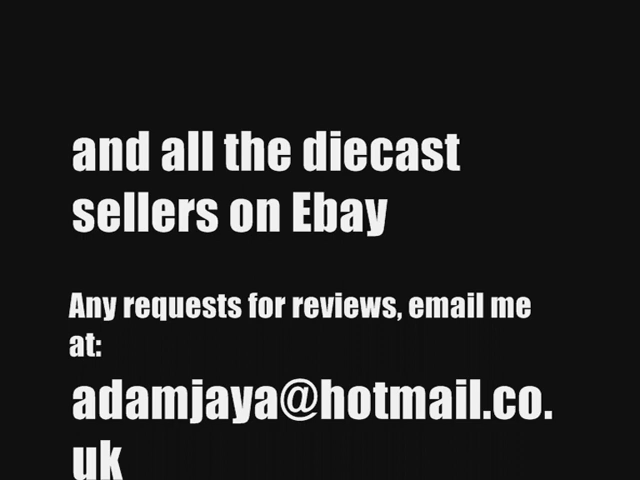 and all the diecast
sellers on Ebay
Any requests for reviews, email me
at:
adamjaya@hotmail.co.
uk